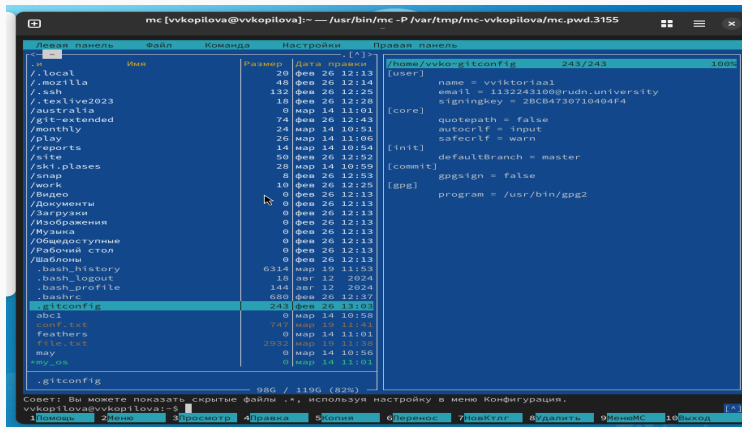 mc [vvkopilova@vvkopilova]:~ — /usr/bin/mc -P /var/tmp/mc-vvkopilova/mc.pwd.3155
Левая панель Файл Команда Настройки Правая панель
<- ~ .[^]>
.и Имя Размер Дата правки
/.local 20 фев 26 12:13
/.mozilla 48 фев 26 12:14
/.ssh 132 фев 26 12:25
/.texlive2023 18 фев 26 12:28
/australia 0 мар 14 11:01
/git-extended 74 фев 26 12:43
/monthly 24 мар 14 10:51
/play 26 мар 14 11:06
/reports 14 мар 14 10:54
/site 50 фев 26 12:52
/ski.plases 28 мар 14 10:59
/snap 8 фев 26 12:53
/work 10 фев 26 12:25
/Видео 0 фев 26 12:13
/Документы 0 фев 26 12:13
/Загрузки 0 фев 26 12:13
/Изображения 0 фев 26 12:13
/Музыка 0 фев 26 12:13
/Общедоступные 0 фев 26 12:13
/Рабочий стол 0 фев 26 12:13
/Шаблоны 0 фев 26 12:13
.bash_history 6314 мар 19 11:53
.bash_logout 18 авг 12 2024
.bash_profile 144 авг 12 2024
.bashrc 680 фев 26 12:37
.gitconfig 243 фев 26 13:03
abc1 0 мар 14 10:58
conf.txt 747 мар 19 11:41
feathers 0 мар 14 11:01
file.txt 2932 мар 19 11:38
may 0 мар 14 10:56
*my_os 0 мар 14 11:01
.gitconfig
98G / 119G (82%)
/home/vvko~gitconfig 243/243 100%
[user]
name = vviktoriaa1
email = 1132243100@rudn.university
signingkey = 2BCB4730710404F4
[core]
quotepath = false
autocrlf = input
safecrlf = warn
[init]
defaultBranch = master
[commit]
gpgsign = false
[gpg]
program = /usr/bin/gpg2
Совет: Вы можете показать скрытые файлы .*, используя настройку в меню Конфигурация.
vvkopilova@vvkopilova:~$ [^]
1Помощь 2Меню 3Просмотр 4Правка 5Копия 6Перенос 7НовКтлг 8Удалить 9МенюMC 10Выход